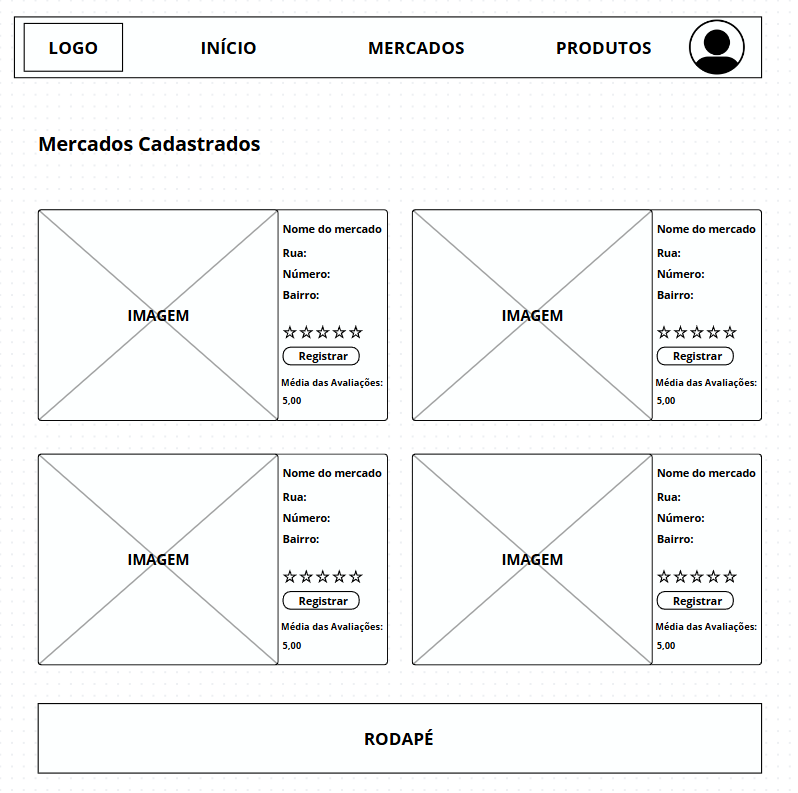 LOGO INÍCIO MERCADOS PRODUTOS
Mercados Cadastrados
IMAGEM
Nome do mercado
Rua:
Número:
Bairro:
Registrar
Média das Avaliações:
5,00
IMAGEM
Nome do mercado
Rua:
Número:
Bairro:
Registrar
Média das Avaliações:
5,00
IMAGEM
Nome do mercado
Rua:
Número:
Bairro:
Registrar
Média das Avaliações:
5,00
IMAGEM
Nome do mercado
Rua:
Número:
Bairro:
Registrar
Média das Avaliações:
5,00
RODAPÉ